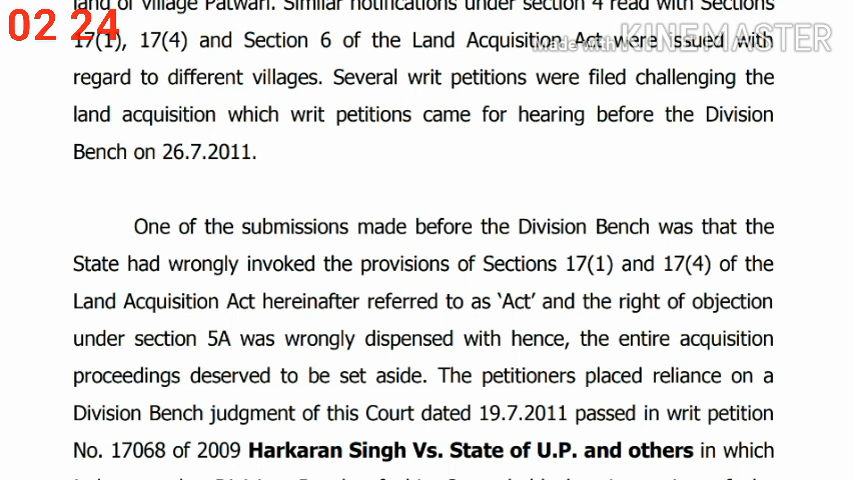 land of village Patwari. Similar notifications under section 4 read with Sections
02 24
made with KINEMASTER
17(1), 17(4) and Section 6 of the Land Acquisition Act were issued with
regard to different villages. Several writ petitions were filed challenging the
land acquisition which writ petitions came for hearing before the Division
Bench on 26.7.2011.
One of the submissions made before the Division Bench was that the
State had wrongly invoked the provisions of Sections 17(1) and 17(4) of the
Land Acquisition Act hereinafter referred to as ‘Act’ and the right of objection
under section 5A was wrongly dispensed with hence, the entire acquisition
proceedings deserved to be set aside. The petitioners placed reliance on a
Division Bench judgment of this Court dated 19.7.2011 passed in writ petition
No. 17068 of 2009 Harkaran Singh Vs. State of U.P. and others in which